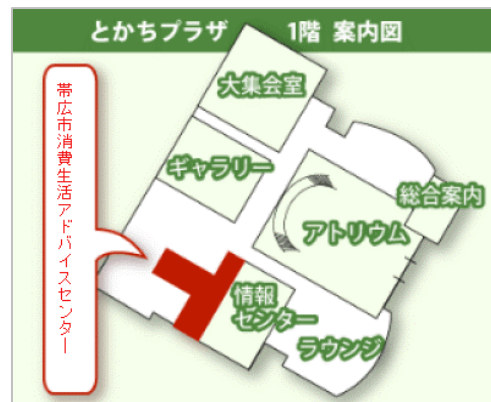 とかちプラザ 1階 案内図
大集会室
帯広市消費生活アドバイスセンター
ギャラリー
総合案内
アトリウム
情報
センター
ラウンジ